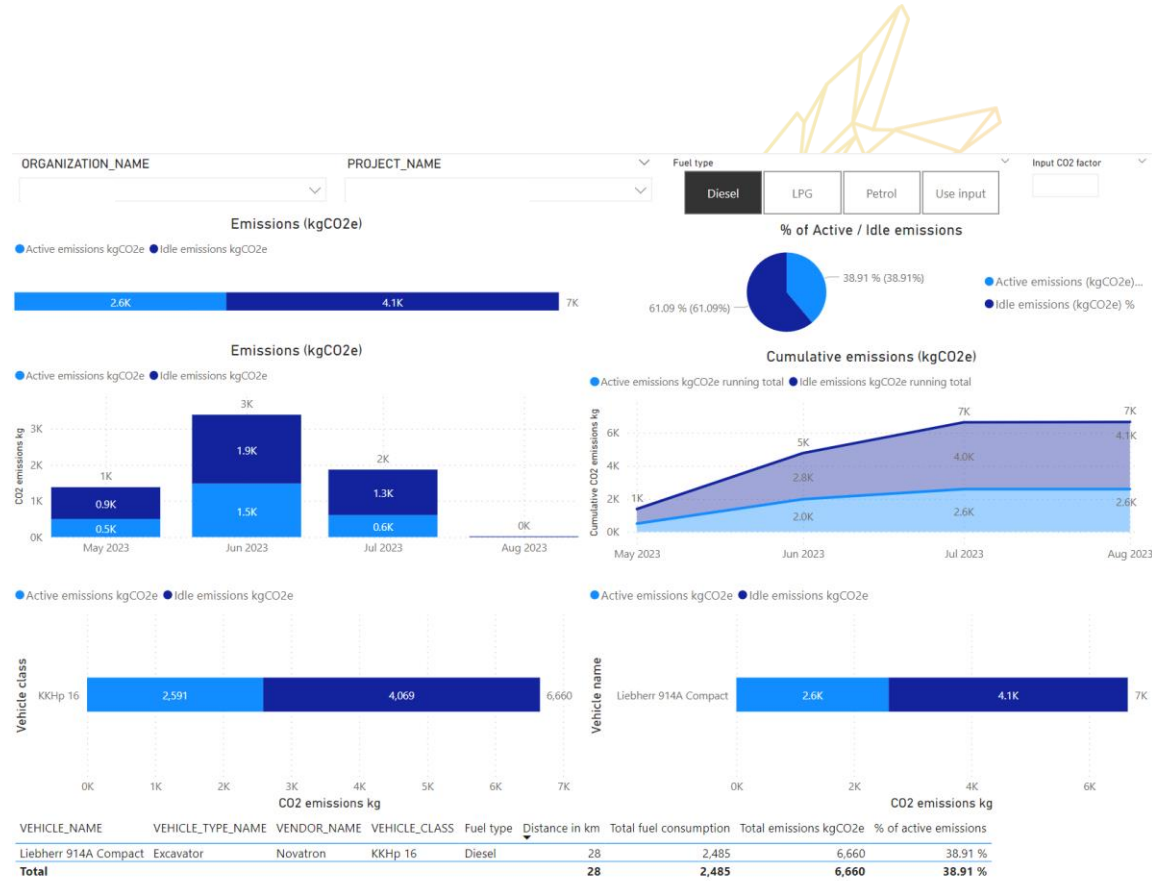 ORGANIZATION_NAME
PROJECT_NAME
Fuel type
Input CO2 factor
Diesel
LPG
Petrol
Use input
Emissions (kgCO2e)
Active emissions kgCO2e Idle emissions kgCO2e
2.6K 4.1K 7K
% of Active / Idle emissions
38.91 % (38.91%)
61.09 % (61.09%)
Active emissions (kgCO2e)...
Idle emissions (kgCO2e) %
Emissions (kgCO2e)
Active emissions kgCO2e Idle emissions kgCO2e
CO2 emissions kg
3K
2K
1K
0K
1K
0.9K
0.5K
3K
1.9K
1.5K
2K
1.3K
0.6K
0K
May 2023 Jun 2023 Jul 2023 Aug 2023
Cumulative emissions (kgCO2e)
Active emissions kgCO2e running total Idle emissions kgCO2e running total
Cumulative CO2 emissions kg
6K
4K
2K
0K
1K
5K
2.8K
2.0K
7K
4.0K
2.6K
7K
4.1K
2.6K
May 2023 Jun 2023 Jul 2023 Aug 2023
Active emissions kgCO2e Idle emissions kgCO2e
Vehicle class
KKHp 16 2,591 4,069 6,660
0K 1K 2K 3K 4K 5K 6K 7K
CO2 emissions kg
Active emissions kgCO2e Idle emissions kgCO2e
Vehicle name
Liebherr 914A Compact 2.6K 4.1K 7K
0K 2K 4K 6K
CO2 emissions kg
VEHICLE_NAME VEHICLE_TYPE_NAME VENDOR_NAME VEHICLE_CLASS Fuel type Distance in km Total fuel consumption Total emissions kgCO2e % of active emissions
Liebherr 914A Compact Excavator Novatron KKHp 16 Diesel 28 2,485 6,660 38.91 %
Total 28 2,485 6,660 38.91 %